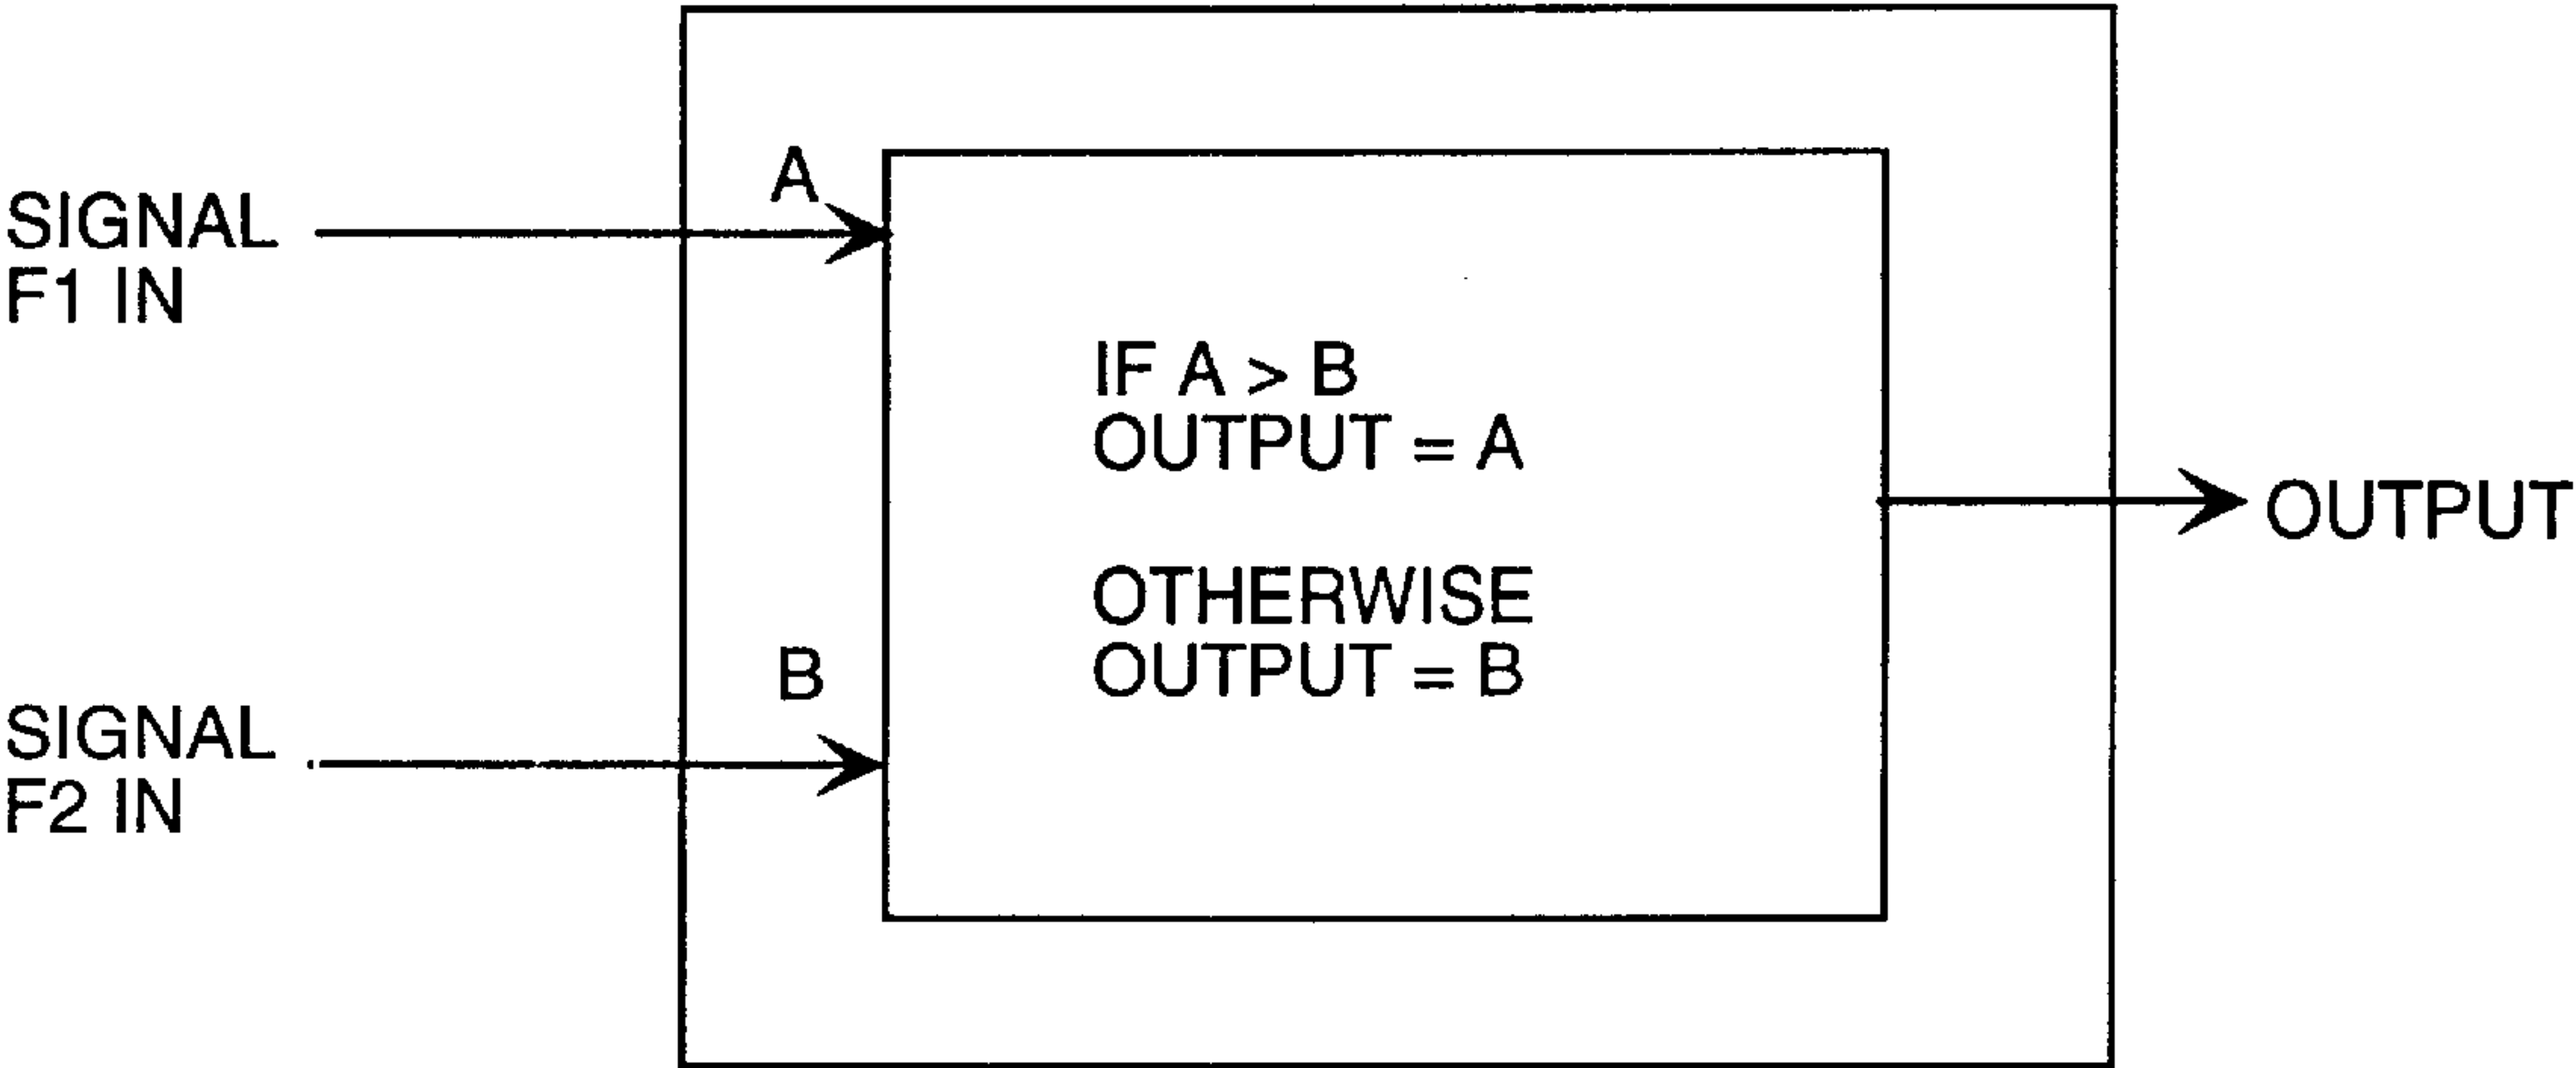 SIGNAL
F1 IN
A
IF A > B
OUTPUT = A
OTHERWISE
OUTPUT = B
B
SIGNAL
F2 IN
OUTPUT